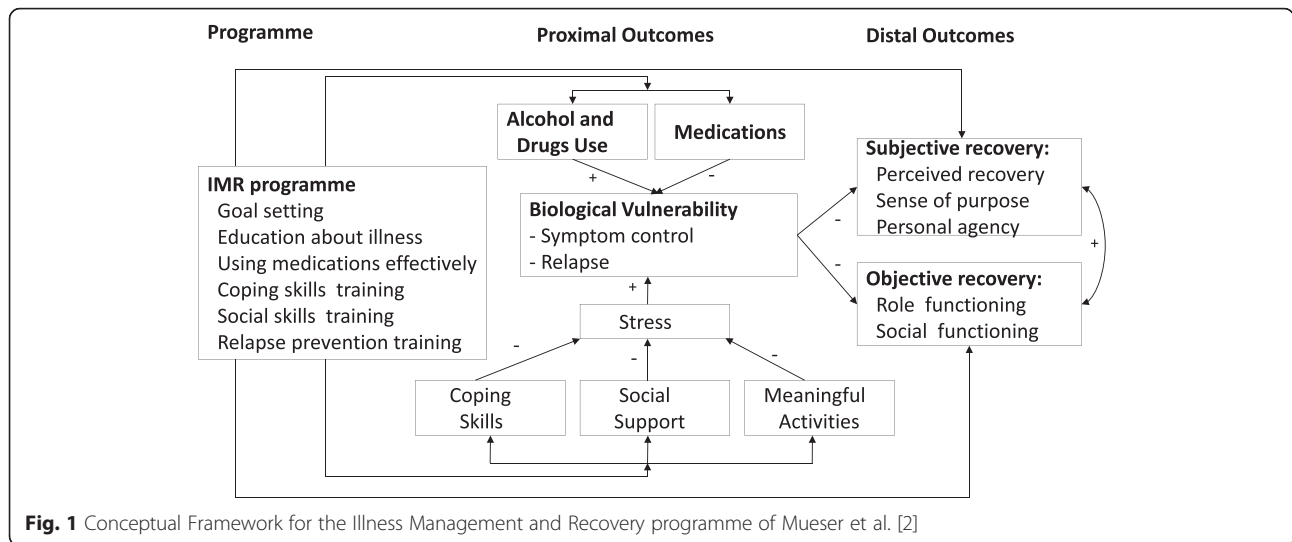 Programme
Proximal Outcomes
Distal Outcomes
Alcohol and
Drugs Use
Medications
+
-
IMR programme
Goal setting
Education about illness
Using medications effectively
Coping skills training
Social skills training
Relapse prevention training
Biological Vulnerability
- Symptom control
- Relapse
+
Stress
-
-
-
Coping
Skills
Social
Support
Meaningful
Activities
Subjective recovery:
Perceived recovery
Sense of purpose
Personal agency
-
-
+
Objective recovery:
Role functioning
Social functioning
Fig. 1 Conceptual Framework for the Illness Management and Recovery programme of Mueser et al. [2]